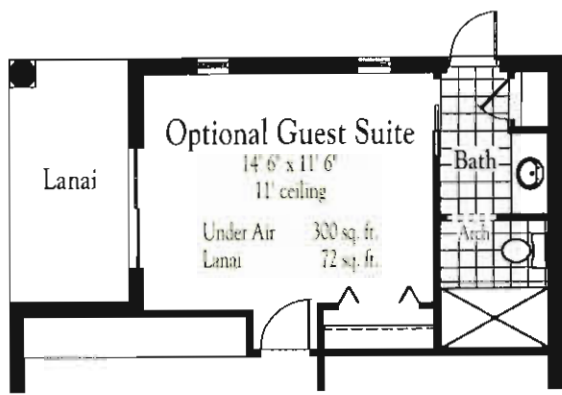 Optional Guest Suite
14' 6" x 11' 6"
11' ceiling
Under Air 300 sq. ft.
Lanai 72 sq. ft.
Lanai
Bath
Arch